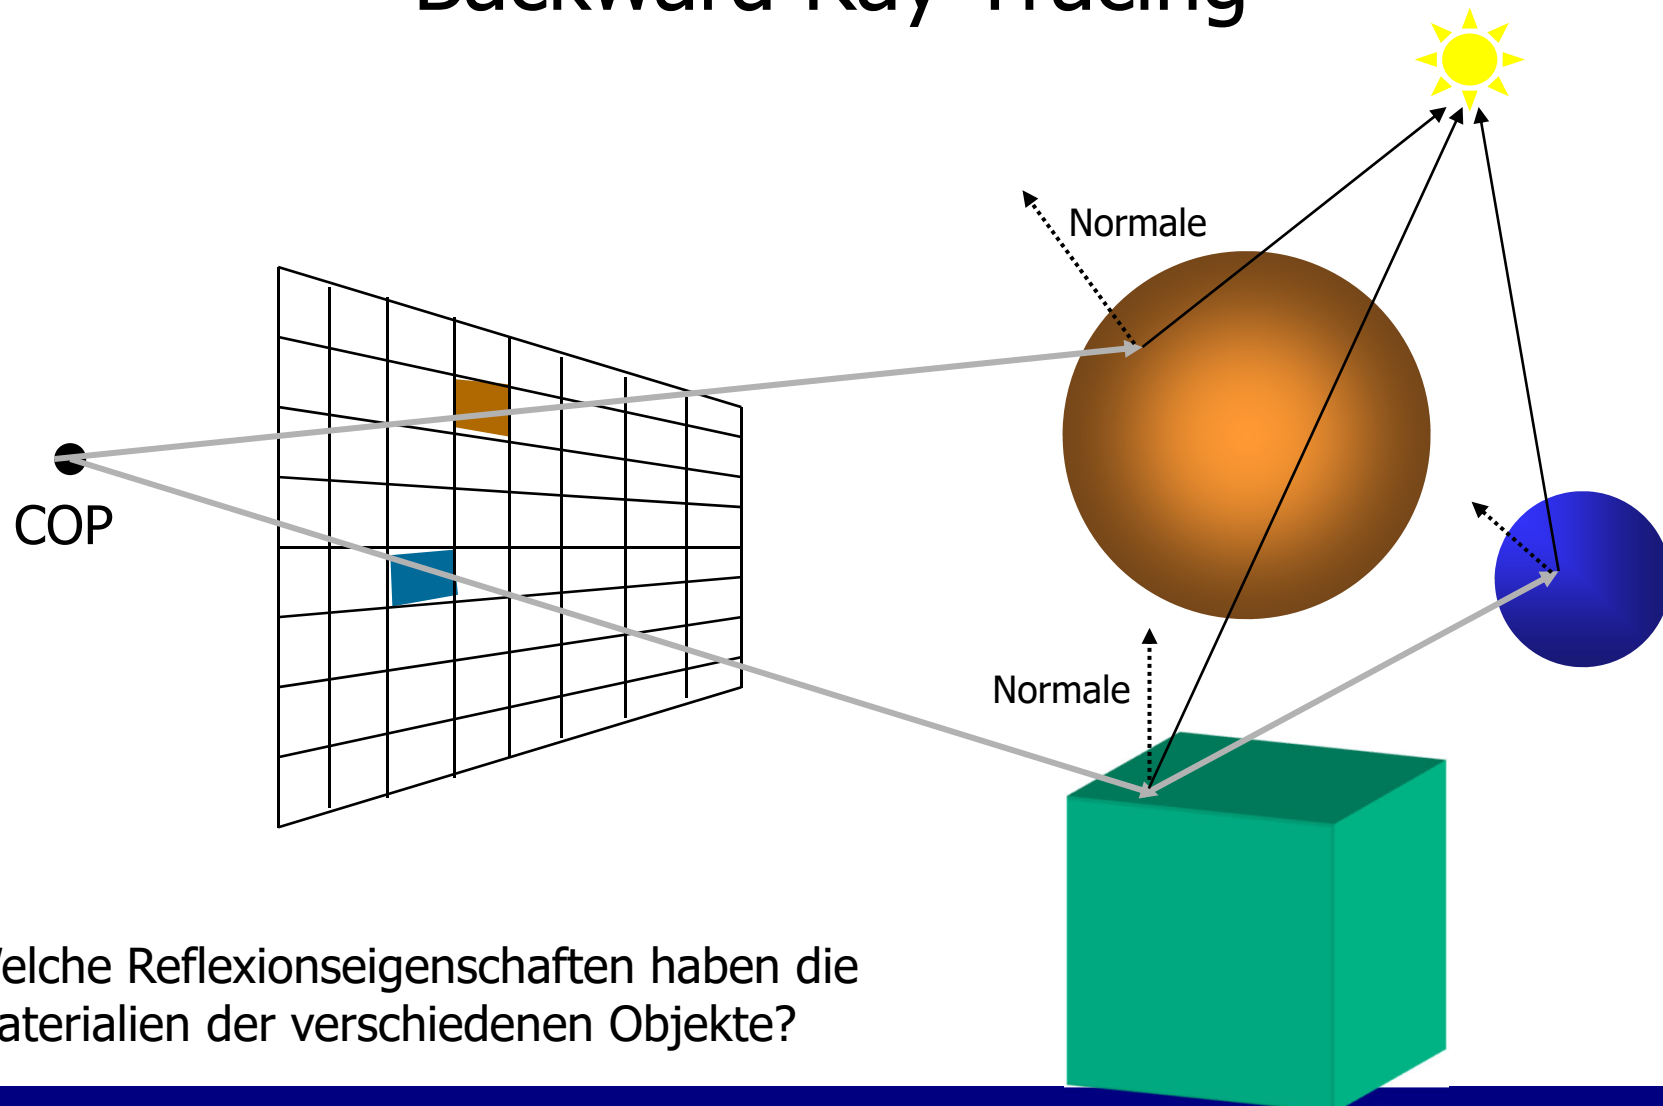 Backward Ray Tracing
Normale
COP
Normale
elche Reflexionseigenschaften haben die
aterialien der verschiedenen Objekte?